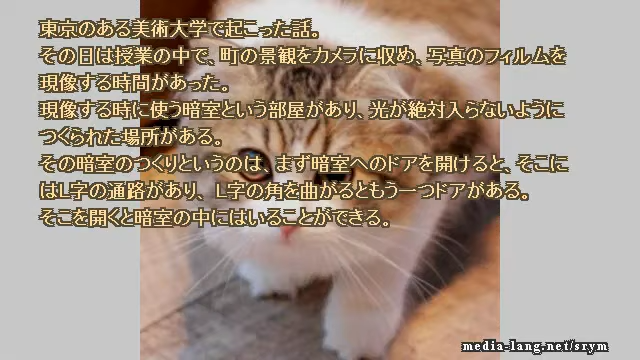 東京のある美術大学で起こった話。
その日は授業の中で、町の景観をカメラに収め、写真のフィルムを
現像する時間があった。
現像する時に使う暗室という部屋があり、光が絶対入らないように
つくられた場所がある。
その暗室のつくりというのは、まず暗室へのドアを開けると、そこに
はL字の通路があり、L字の角を曲がるともう一つドアがある。
そこを開くと暗室の中にはいることができる。
media-lang.net/srym